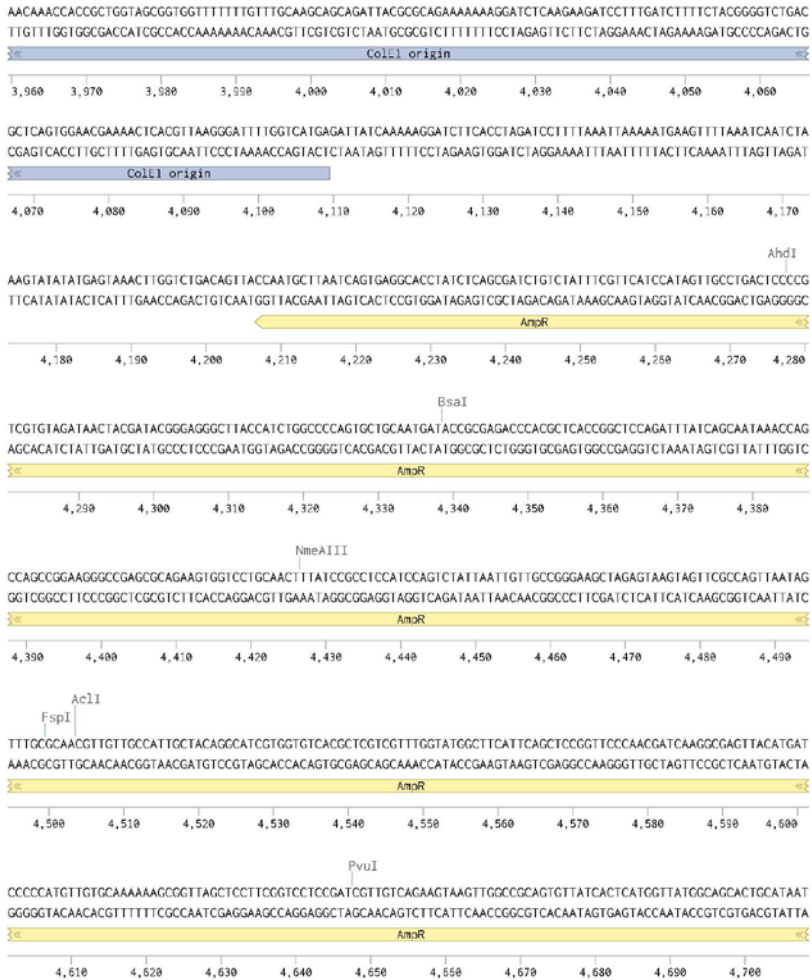 AACAAACCACCGCTGGTAGCGGTGGTTTTTTTGTTTGCAAGCAGCAGATTACGCGCAGAAAAAAAGGATCTCAAGAAGATCCTTTGATCTTTTCTACGGGGTCTGAC
TTGTTTGGTGGCGACCATCGCCACCAAAAAAACAAACGTTCGTCGTCTAATGCGCGTCTTTTTTTCCTAGAGTTCTTCTAGGAAACTAGAAAAGATGCCCCAGACTG
ColE1 origin
3,960 3,970 3,980 3,990 4,000 4,010 4,020 4,030 4,040 4,050 4,060
GCTCAGTGGAACGAAAACTCACGTTAAGGGATTTTGGTCATGAGATTATCAAAAAGGATCTTCACCTAGATCCTTTTAAATTAAAAATGAAGTTTTAAATCAATCTA
CGAGTCACCTTGCTTTTGAGTGCAATTCCCTAAAACCAGTACTCTAATAGTTTTTCCTAGAAGTGGATCTAGGAAAATTTAATTTTTACTTCAAAATTTAGTTAGAT
ColE1 origin
4,070 4,080 4,090 4,100 4,110 4,120 4,130 4,140 4,150 4,160 4,170
AhdI
AAGTATATATGAGTAAACTTGGTCTGACAGTTACCAATGCTTAATCAGTGAGGCACCTATCTCAGCGATCTGTCTATTTCGTTCATCCATAGTTGCCTGACTCCCCG
TTCATATATACTCATTTGAACCAGACTGTCAATGGTTACGAATTAGTCACTCCGTGGATAGAGTCGCTAGACAGATAAAGCAAGTAGGTATCAACGGACTGAGGGGC
AmpR
4,180 4,190 4,200 4,210 4,220 4,230 4,240 4,250 4,260 4,270 4,280
BsaI
TCGTGTAGATAACTACGATACGGGAGGGCTTACCATCTGGCCCCAGTGCTGCAATGATACCGCGAGACCCACGCTCACCGGCTCCAGATTTATCAGCAATAAACCAG
AGCACATCTATTGATGCTATGCCCTCCCGAATGGTAGACCGGGGTCACGACGTTACTATGGCGCTCTGGGTGCGAGTGGCCGAGGTCTAAATAGTCGTTATTTGGTC
AmpR
4,290 4,300 4,310 4,320 4,330 4,340 4,350 4,360 4,370 4,380
NmeAIII
CCAGCCGGAAGGGCCGAGCGCAGAAGTGGTCCTGCAACTTTATCCGCCTCCATCCAGTCTATTAATTGTTGCCGGGAAGCTAGAGTAAGTAGTTCGCCAGTTAATAG
GGTCGGCCTTCCCGGCTCGCGTCTTCACCAGGACGTTGAAATAGGCGGAGGTAGGTCAGATAATTAACAACGGCCCTTCGATCTCATTCATCAAGCGGTCAATTATC
AmpR
4,390 4,400 4,410 4,420 4,430 4,440 4,450 4,460 4,470 4,480 4,490
AclI
FspI
TTTGCGCAACGTTGTTGCCATTGCTACAGGCATCGTGGTGTCACGCTCGTCGTTTGGTATGGCTTCATTCAGCTCCGGTTCCCAACGATCAAGGCGAGTTACATGAT
AAACGCGTTGCAACAACGGTAACGATGTCCGTAGCACCACAGTGCGAGCAGCAAACCATACCGAAGTAAGTCGAGGCCAAGGGTTGCTAGTTCCGCTCAATGTACTA
AmpR
4,500 4,510 4,520 4,530 4,540 4,550 4,560 4,570 4,580 4,590 4,600
PvuI
CCCCCATGTTGTGCAAAAAAGCGGTTAGCTCCTTCGGTCCTCCGATCGTTGTCAGAAGTAAGTTGGCCGCAGTGTTATCACTCATGGTTATGGCAGCACTGCATAAT
GGGGGTACAACACGTTTTTTCGCCAATCGAGGAAGCCAGGAGGCTAGCAACAGTCTTCATTCAACCGGCGTCACAATAGTGAGTACCAATACCGTCGTGACGTATTA
AmpR
4,610 4,620 4,630 4,640 4,650 4,660 4,670 4,680 4,690 4,700